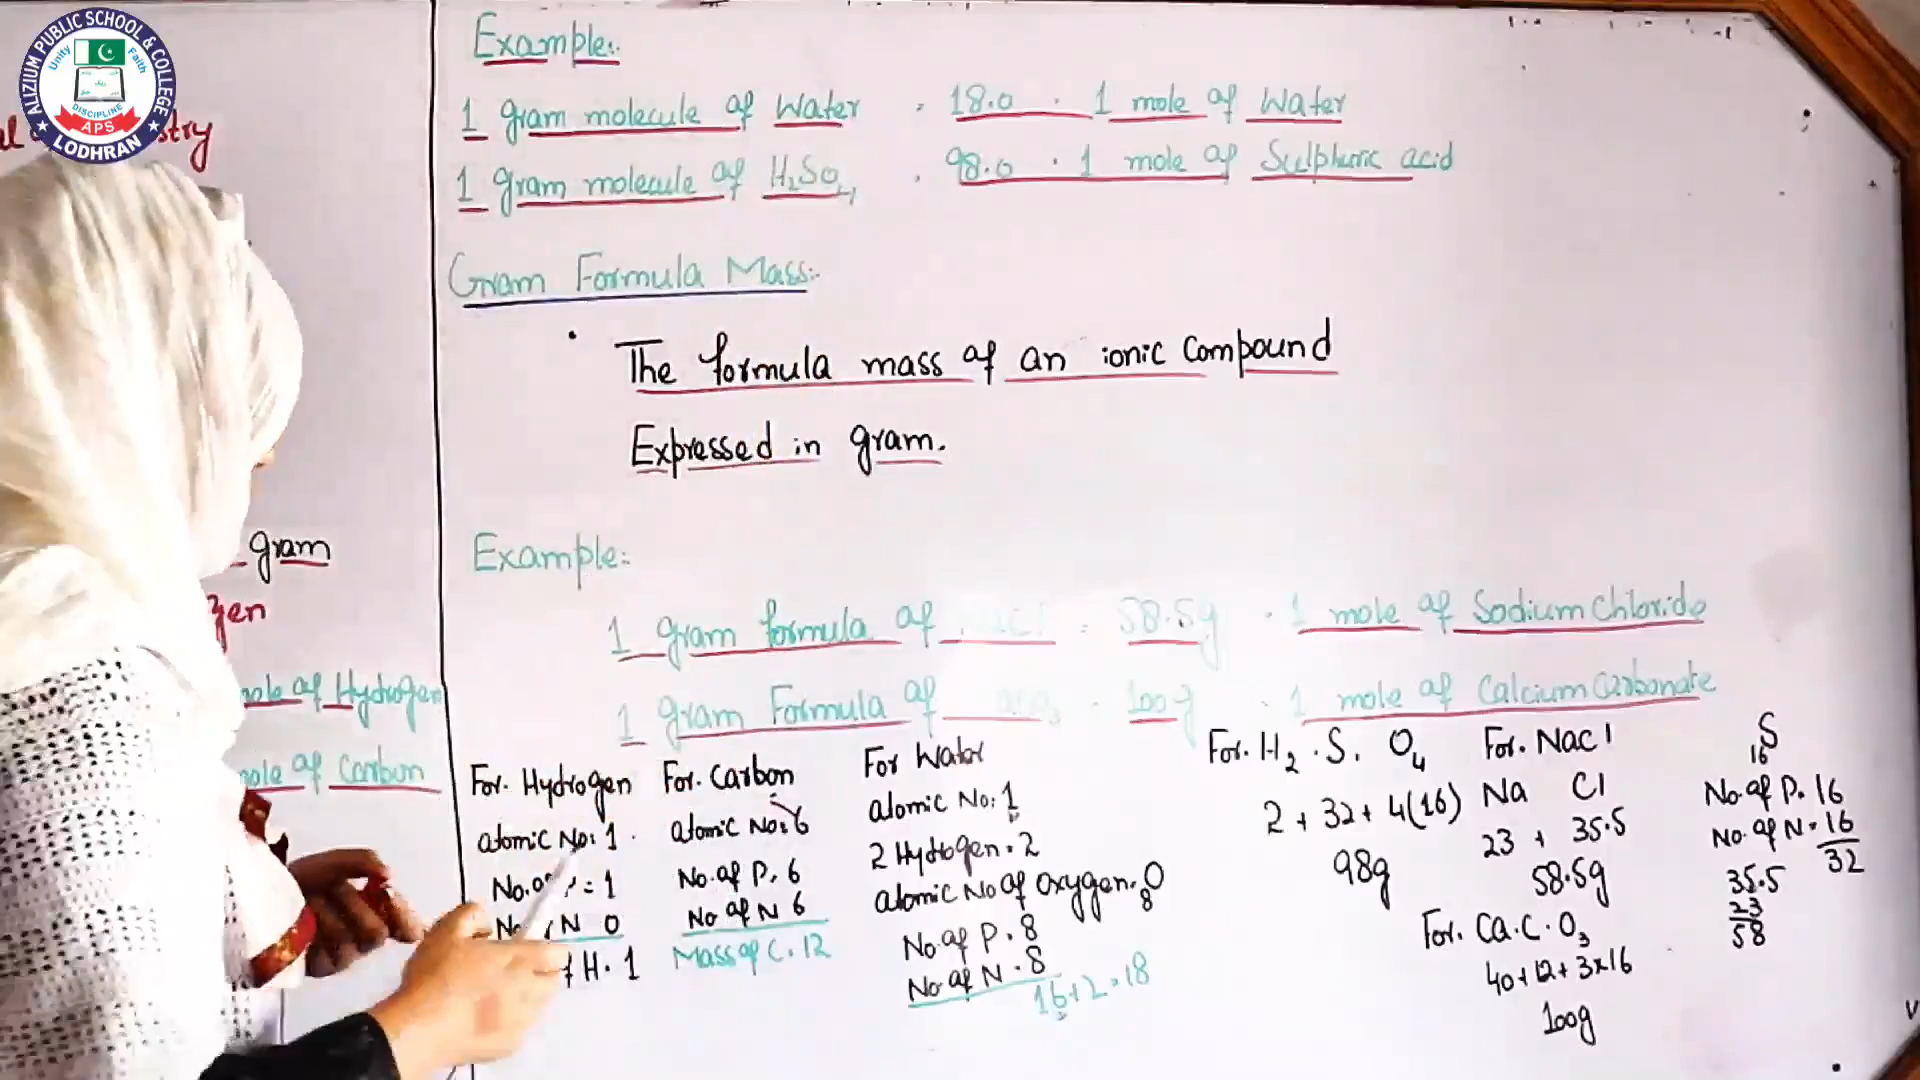 ALIZIUM PUBLIC SCHOOL & COLLEGE
Unity
Faith
DISCIPLINE
APS
LODHRAN
stry
gram
gen
mole of Hydrogen
mole of Carbon
Example:
1 gram molecule of Water = 18.0 = 1 mole of Water
1 gram molecule of H₂SO₄ = 98.0 = 1 mole of Sulphuric acid
Gram Formula Mass:
The formula mass of an ionic Compound
Expressed in gram.
Example:
1 gram formula of NaCl = 58.5g = 1 mole of Sodium Chloride
1 gram Formula of = 100g = 1 mole of Calcium Carbonate
For. Hydrogen
atomic No: 1
No. of = 1
N 0
H. 1
For. Carbon
atomic No: 6
No. of P. 6
No of N 6
Mass of C. 12
For Water
atomic No: 1
2 Hydrogen = 2
atomic No of oxygen. O
8
No. of P. 8
No of N. 8
16+2=18
For. H₂ . S. O₄
2 + 32 + 4(16)
98g
For. NaCl
Na Cl
23 + 35.5
58.5g
For. Ca.C.O₃
40+12+3x16
100g
S
16
No. of P. 16
No. of N. 16
32
35.5
23
58